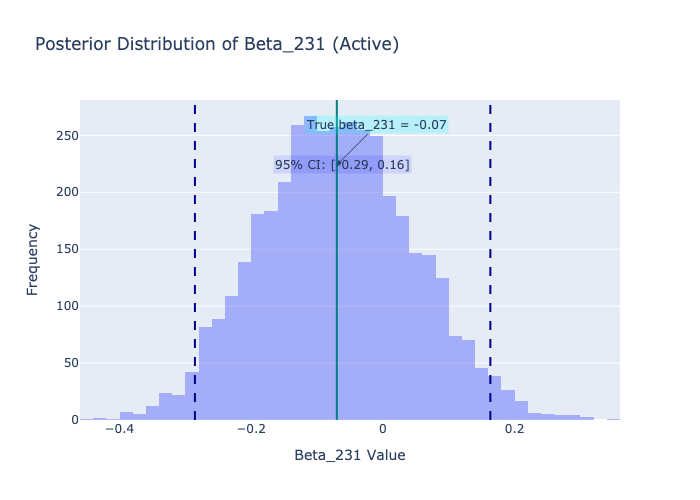 Posterior Distribution of Beta_231 (Active)
True beta_231 = -0.07
95% CI: [-0.29, 0.16]
250
200
150
100
50
0
Frequency
−0.4
−0.2
0
0.2
Beta_231 Value